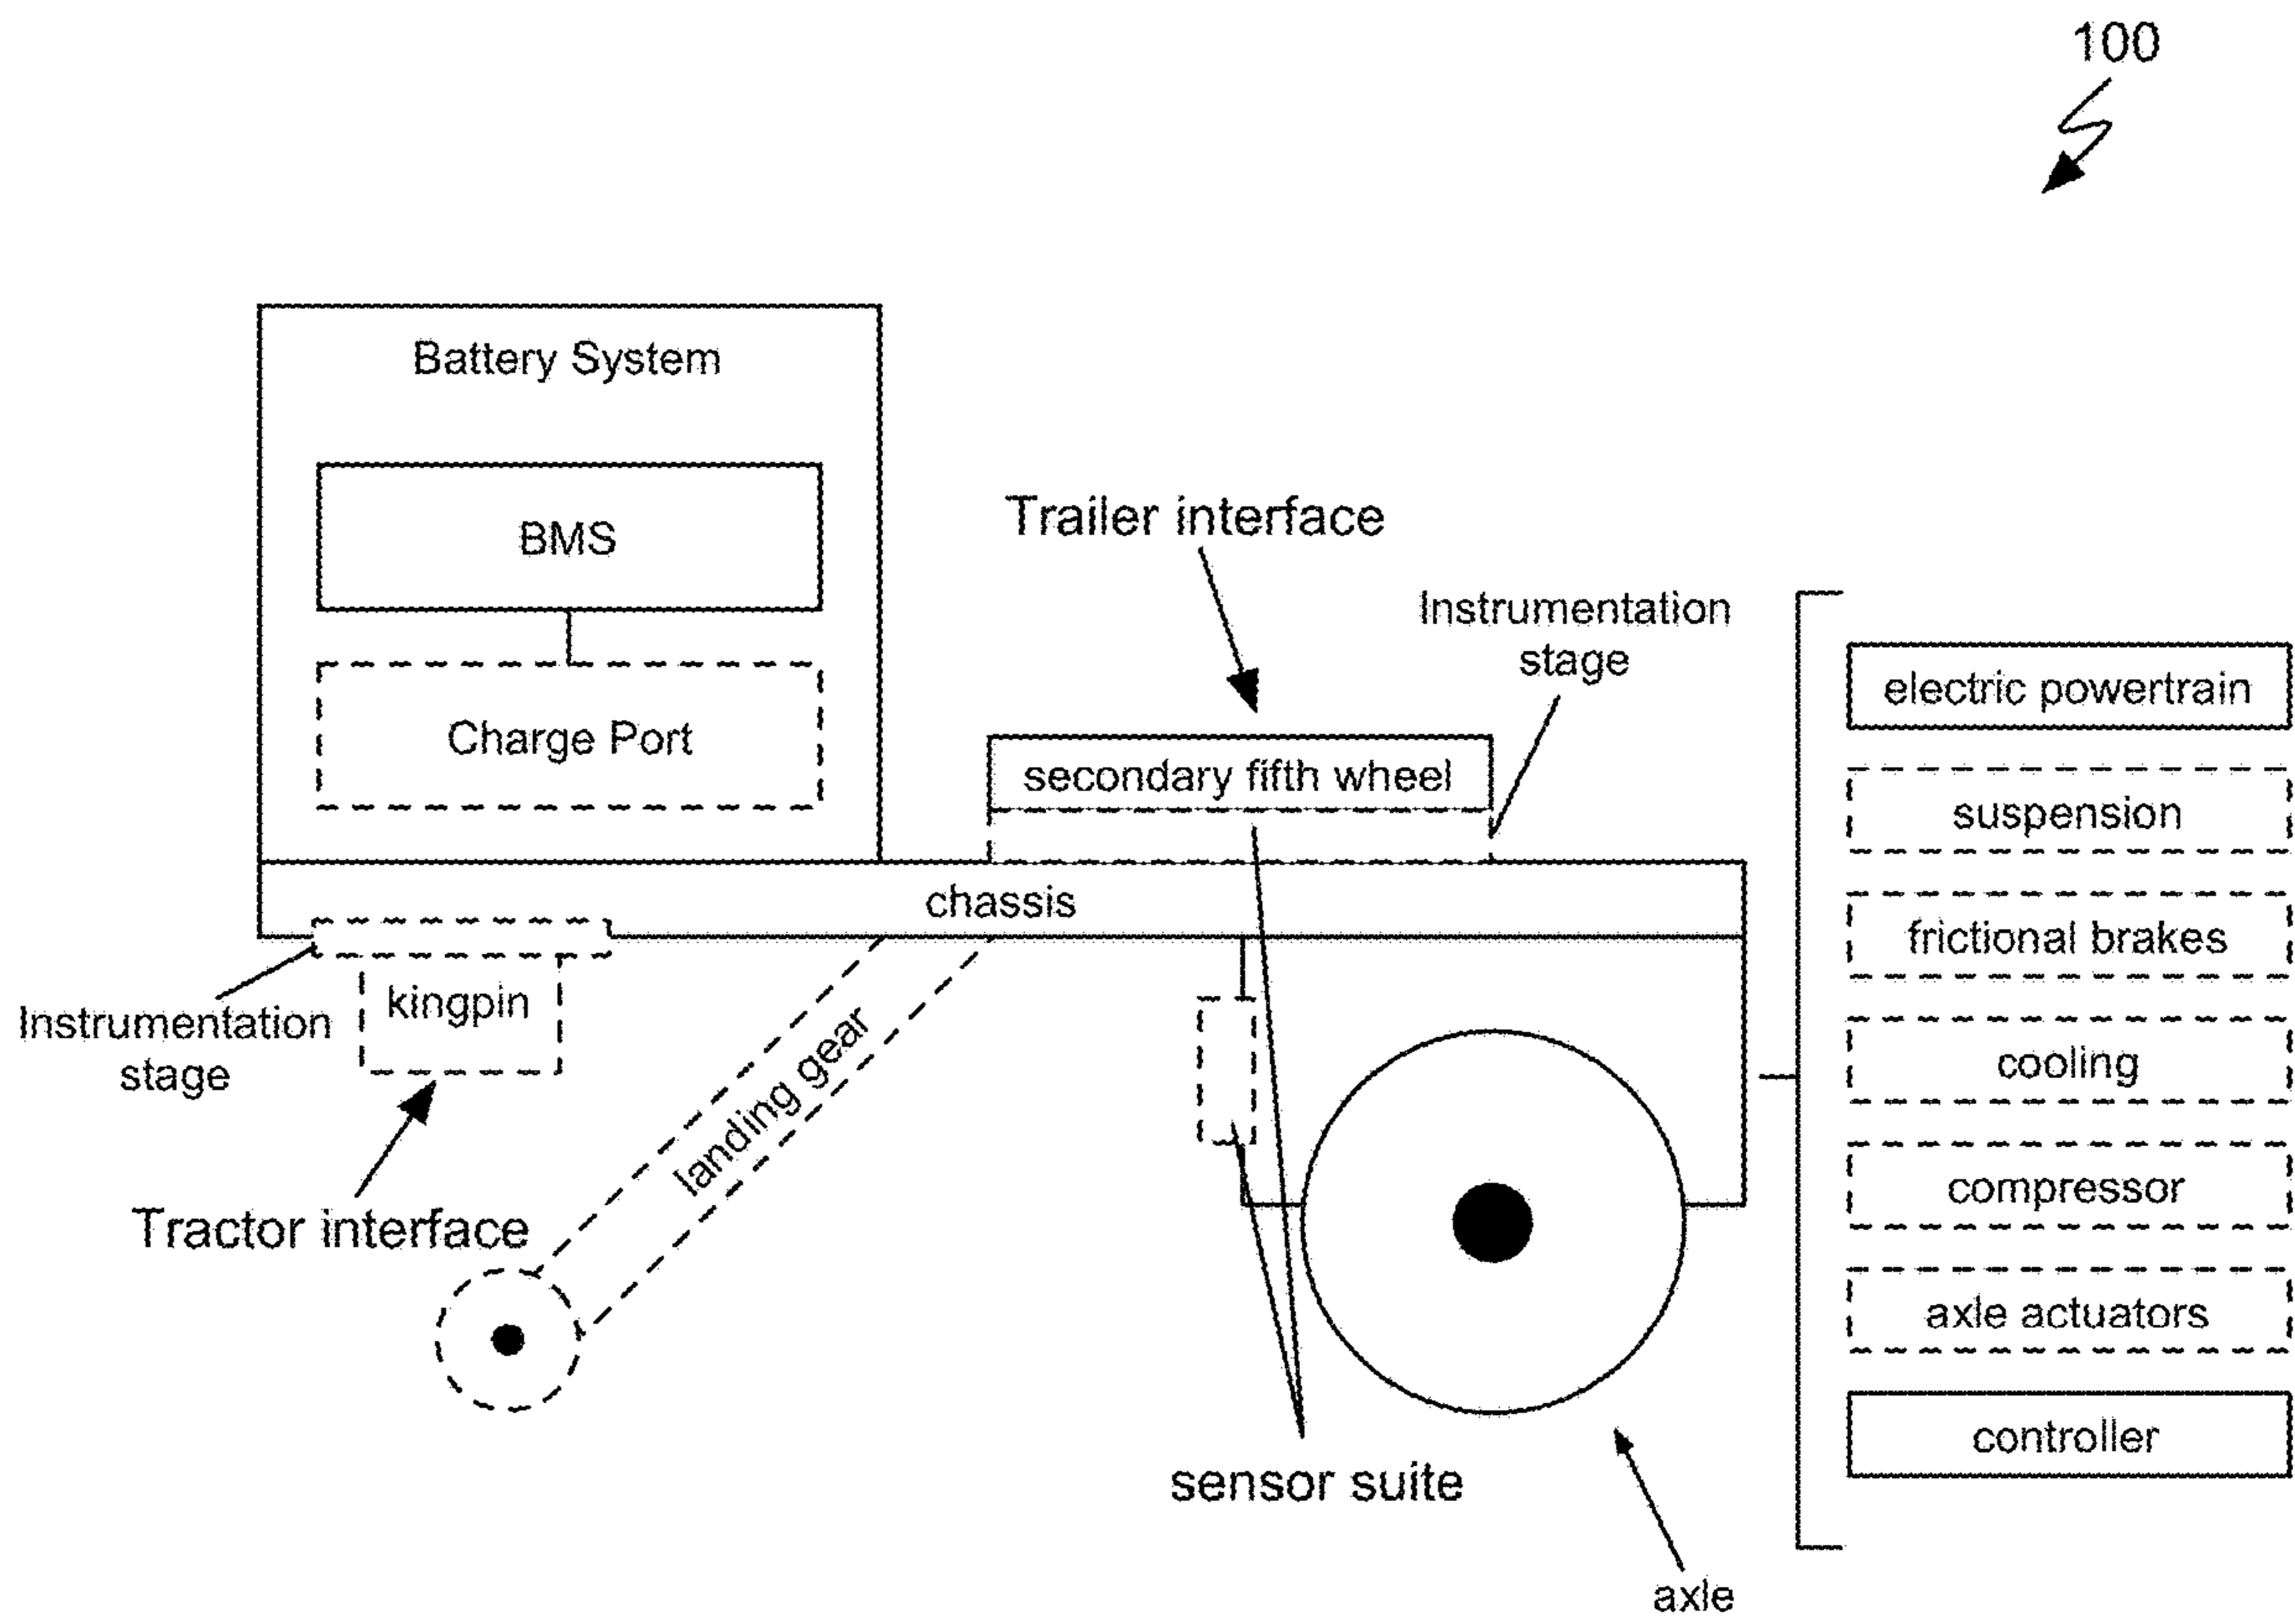 100
Battery System
BMS
Charge Port
Trailer interface
Instrumentation
stage
secondary fifth wheel
chassis
kingpin
Instrumentation
stage
landing gear
Tractor interface
sensor suite
axle
electric powertrain
suspension
frictional brakes
cooling
compressor
axle actuators
controller